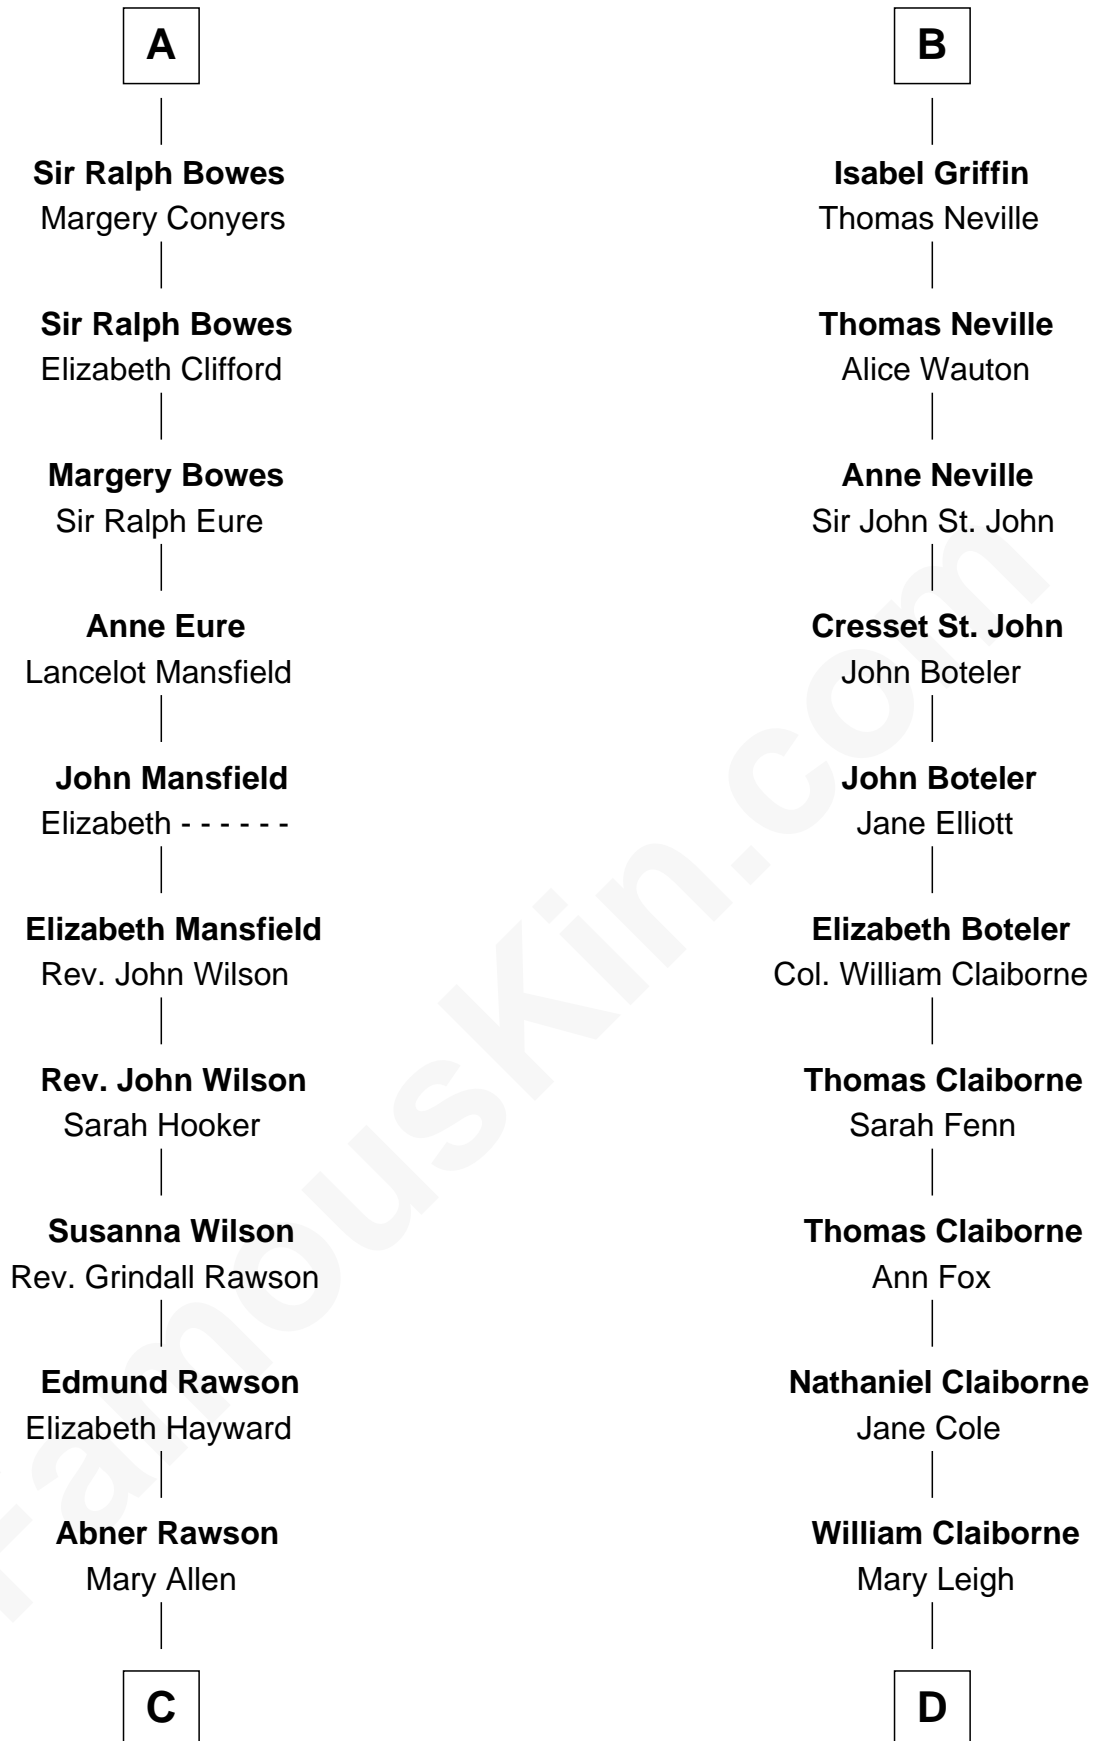 A
Sir Ralph Bowes
Margery Conyers
Sir Ralph Bowes
Elizabeth Clifford
Margery Bowes
Sir Ralph Eure
Anne Eure
Lancelot Mansfield
John Mansfield
Elizabeth - - - - - -
Elizabeth Mansfield
Rev. John Wilson
Rev. John Wilson
Sarah Hooker
Susanna Wilson
Rev. Grindall Rawson
Edmund Rawson
Elizabeth Hayward
Abner Rawson
Mary Allen
C
B
Isabel Griffin
Thomas Neville
Thomas Neville
Alice Wauton
Anne Neville
Sir John St. John
Cresset St. John
John Boteler
John Boteler
Jane Elliott
Elizabeth Boteler
Col. William Claiborne
Thomas Claiborne
Sarah Fenn
Thomas Claiborne
Ann Fox
Nathaniel Claiborne
Jane Cole
William Claiborne
Mary Leigh
D
FamousKin.com